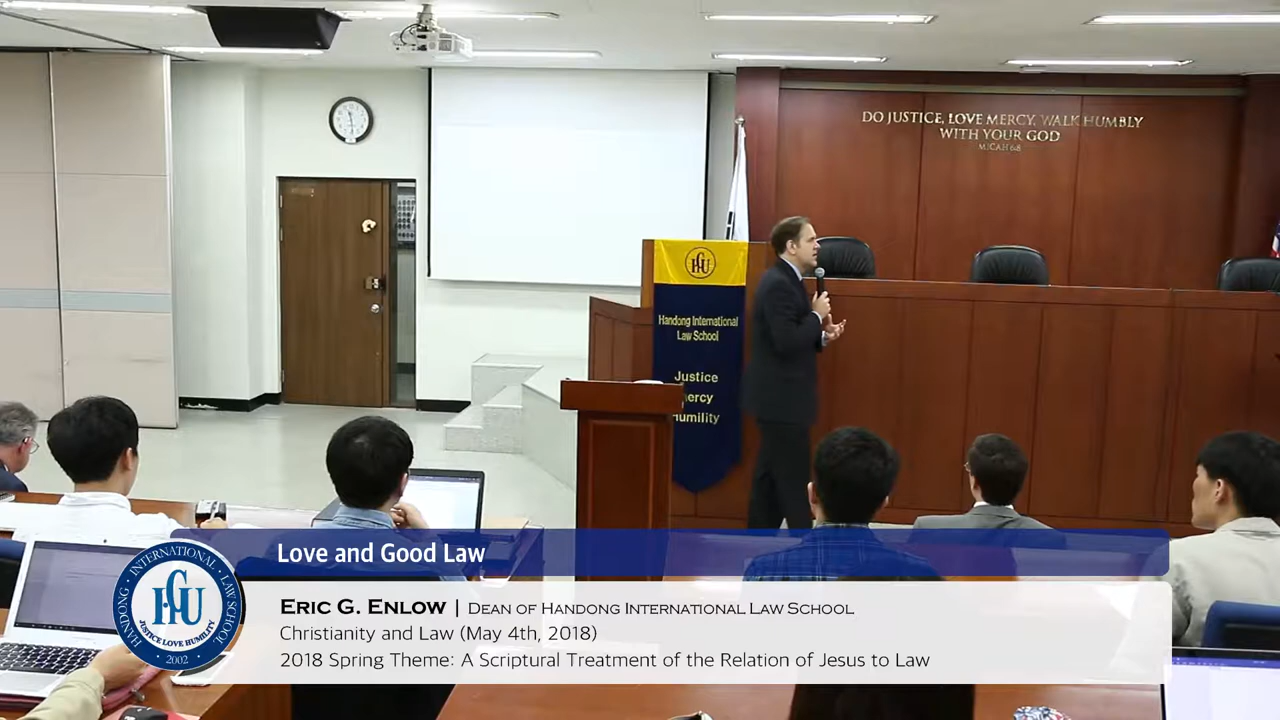 DO JUSTICE, LOVE MERCY, WALK HUMBLY
WITH YOUR GOD
MICAH 6:8
HGU
Handong International
Law School
Justice
ercy
umility
Love and Good Law
HANDONG · INTERNATIONAL · LAW SCHOOL
HGU
JUSTICE LOVE HUMILITY
2002
ERIC G. ENLOW | DEAN OF HANDONG INTERNATIONAL LAW SCHOOL
Christianity and Law (May 4th, 2018)
2018 Spring Theme: A Scriptural Treatment of the Relation of Jesus to Law